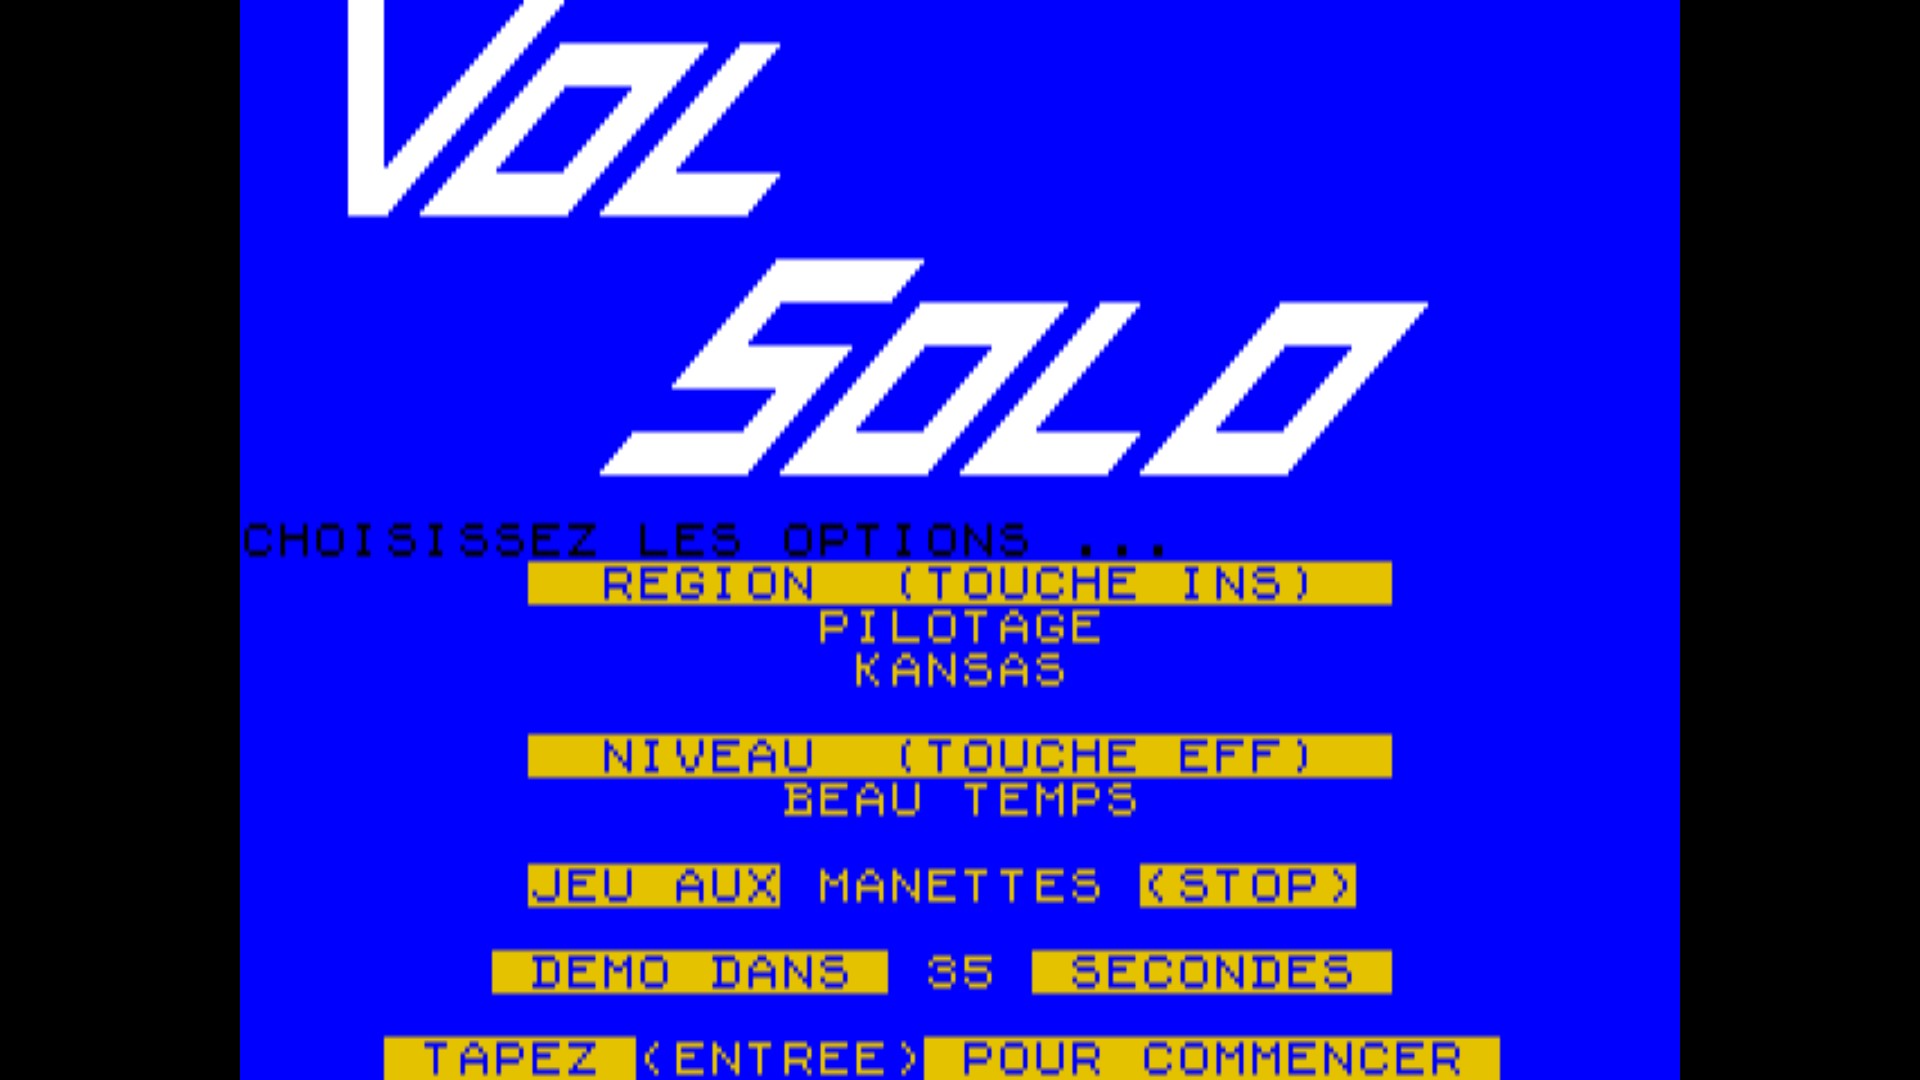 VOL
SOLO
CHOISISSEZ LES OPTIONS ...
REGION (TOUCHE INS)
PILOTAGE
KANSAS
NIVEAU (TOUCHE EFF)
BEAU TEMPS
JEU AUX MANETTES (STOP)
DEMO DANS 35 SECONDES
TAPEZ (ENTREE) POUR COMMENCER